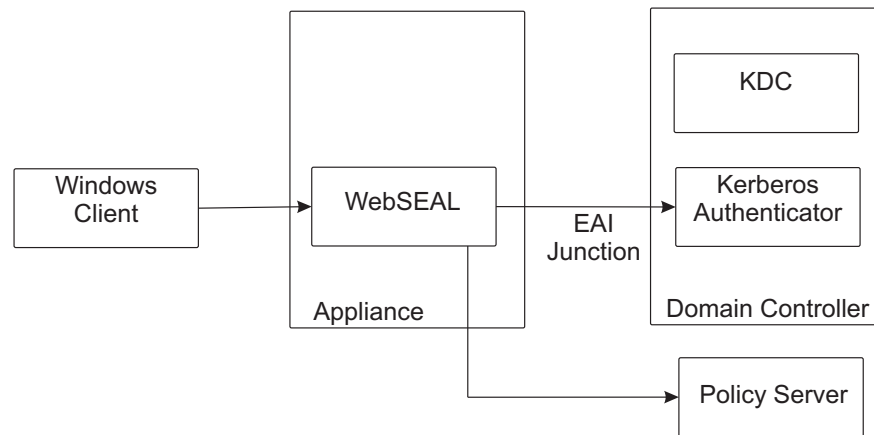 KDC
Windows
Client
WebSEAL
Kerberos
Authenticator
EAI
Junction
Appliance
Domain Controller
Policy Server